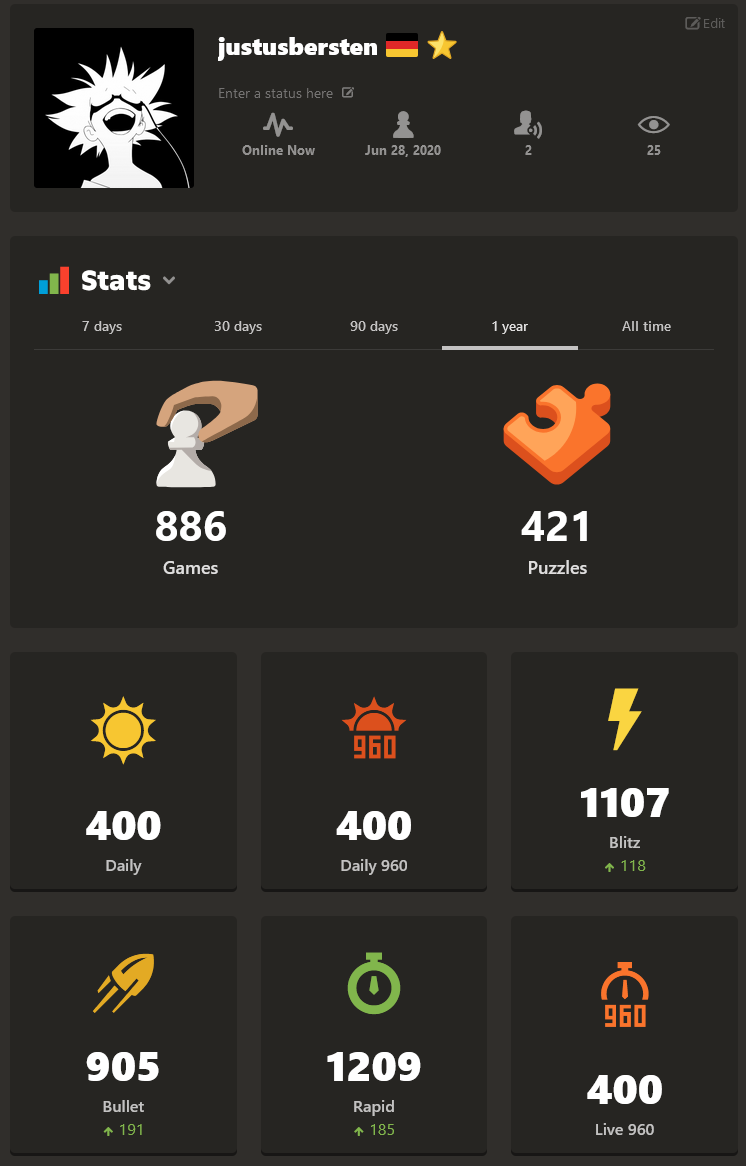 Edit
justusbersten
Enter a status here
Online Now Jun 28, 2020 2 25
Stats
7 days 30 days 90 days 1 year All time
886 421
Games Puzzles
960
400 400 1107
Daily Daily 960 Blitz
118
960
905 1209 400
Bullet Rapid Live 960
191 185